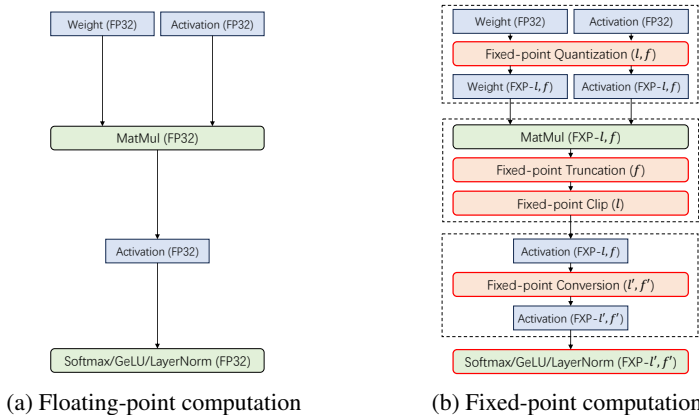 Weight (FP32)
Activation (FP32)
MatMul (FP32)
Activation (FP32)
Softmax/GeLU/LayerNorm (FP32)
(a) Floating-point computation
Weight (FP32)
Activation (FP32)
Fixed-point Quantization (l, f)
Weight (FXP-l, f)
Activation (FXP-l, f)
MatMul (FXP-l, f)
Fixed-point Truncation (f)
Fixed-point Clip (l)
Activation (FXP-l, f)
Fixed-point Conversion (l′, f′)
Activation (FXP-l′, f′)
Softmax/GeLU/LayerNorm (FXP-l′, f′)
(b) Fixed-point computation